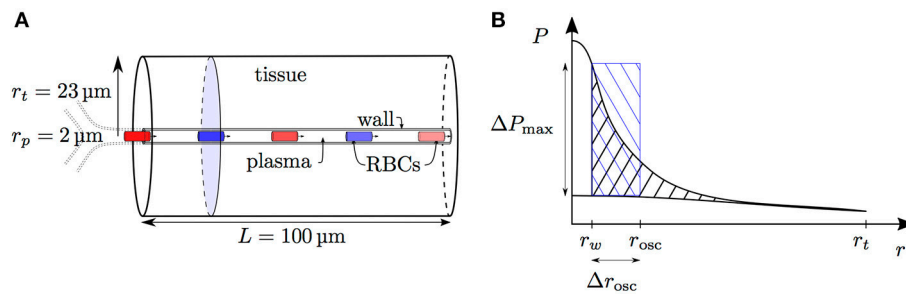 A
tissue
r_t = 23 µm
wall
r_p = 2 µm
plasma
RBCs
L = 100 µm
B
P
ΔP_max
r_w
r_osc
r_t
r
Δr_osc